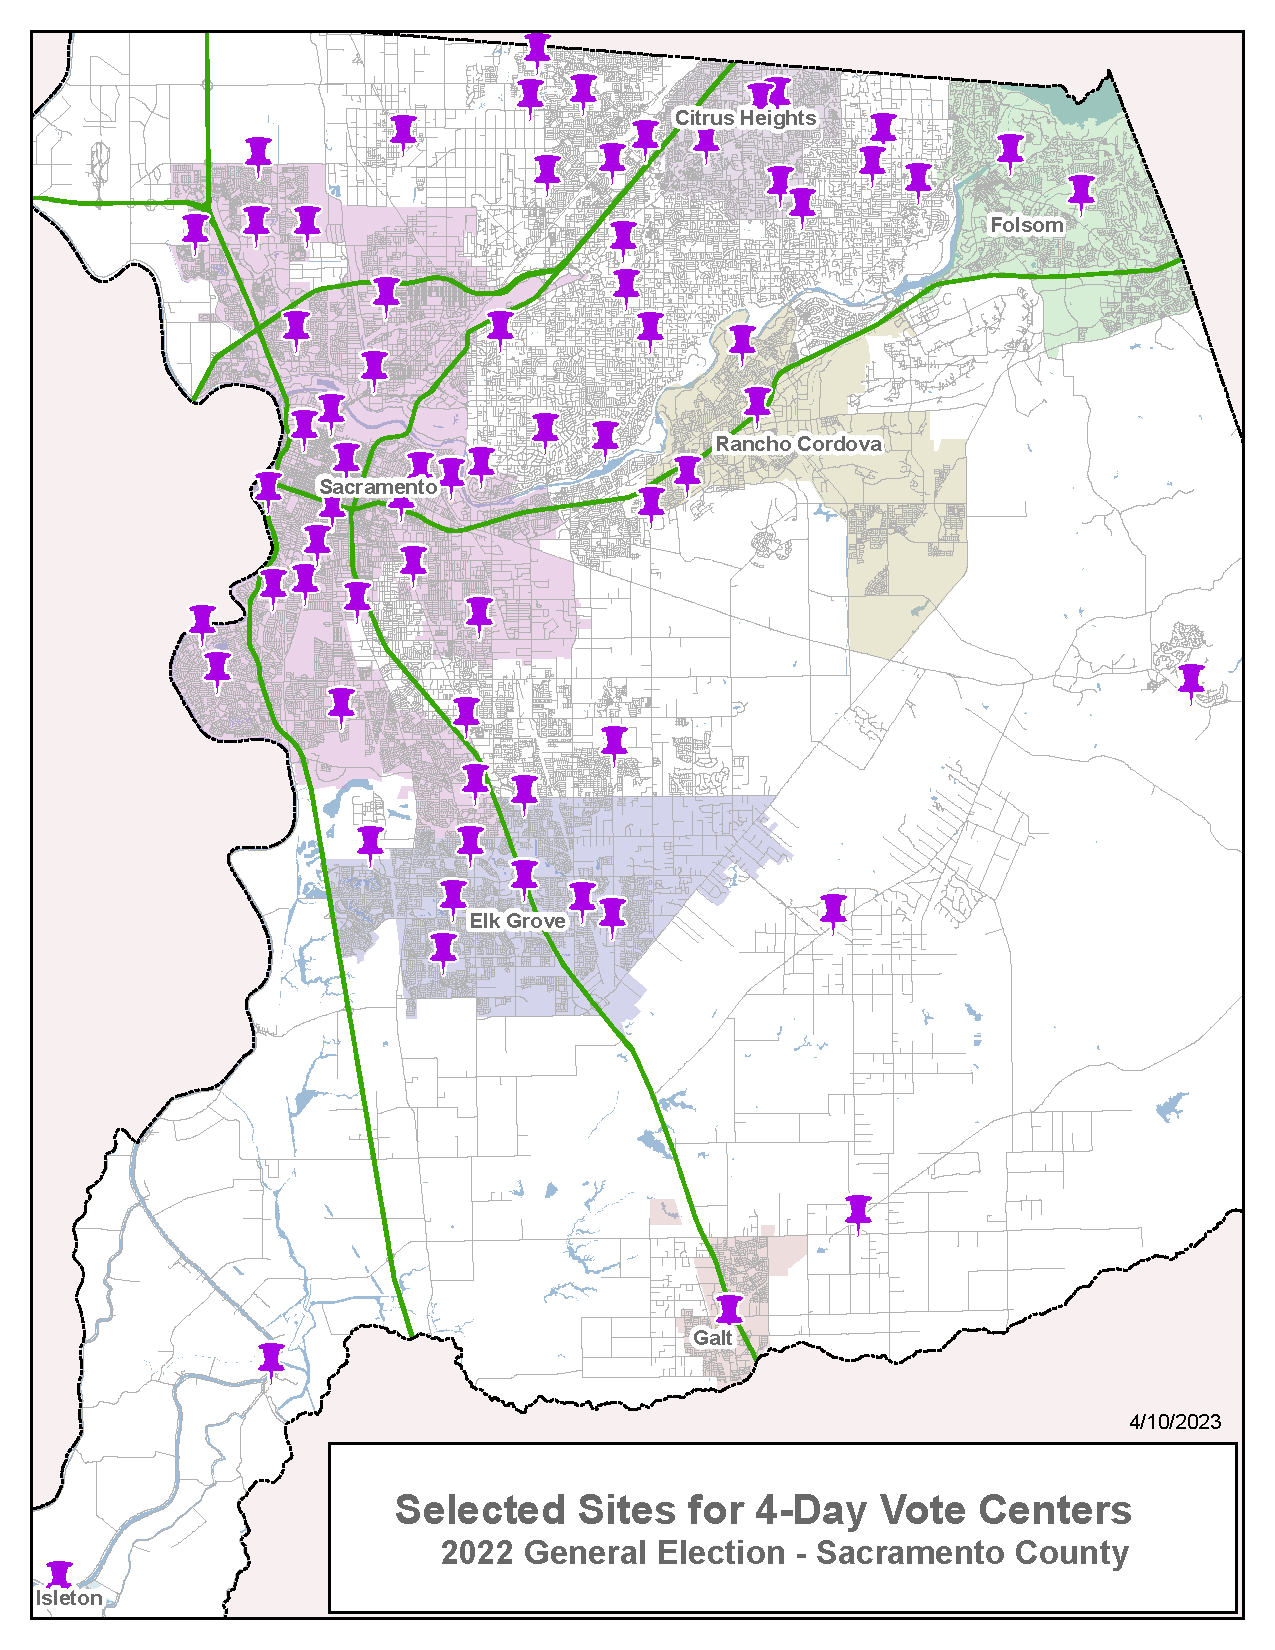 Citrus Heights
Folsom
Rancho Cordova
Sacramento
Elk Grove
Galt
4/10/2023
Selected Sites for 4-Day Vote Centers
2022 General Election - Sacramento County
Isleton